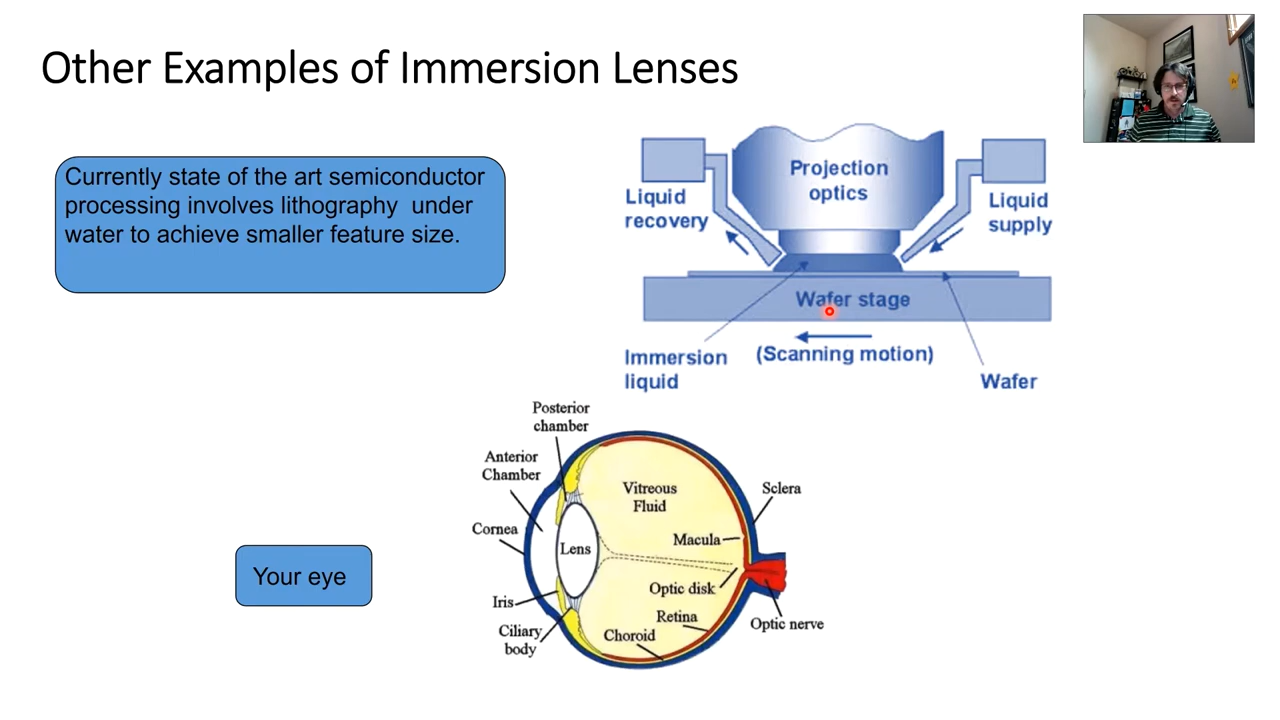 Other Examples of Immersion Lenses
Currently state of the art semiconductor
processing involves lithography under
water to achieve smaller feature size.
Projection
optics
Liquid
recovery
Liquid
supply
Wafer stage
Immersion
liquid
(Scanning motion)
Wafer
Posterior
chamber
Anterior
Chamber
Vitreous
Fluid
Sclera
Cornea
Lens
Macula
Optic disk
Iris
Retina
Optic nerve
Ciliary
body
Choroid
Your eye